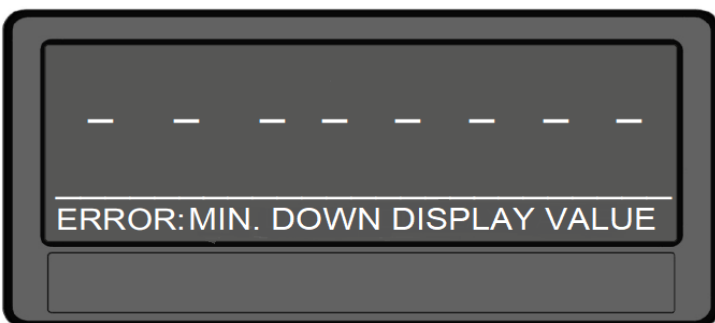 – – – – – – – –
ERROR:MIN. DOWN DISPLAY VALUE